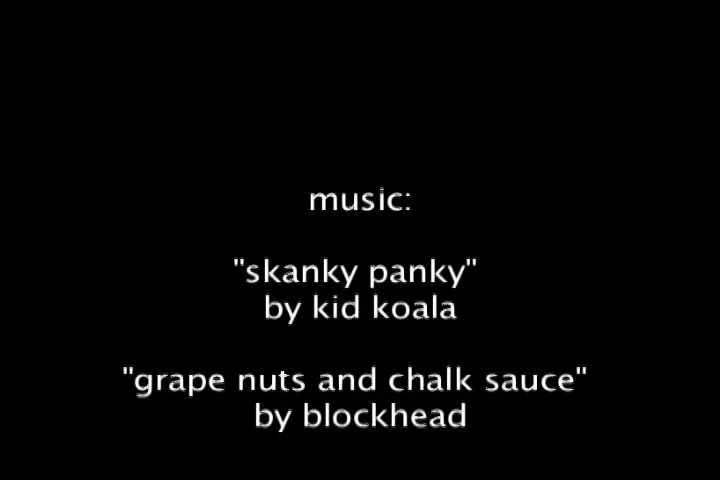 music:
"skanky panky"
by kid koala
"grape nuts and chalk sauce"
by blockhead